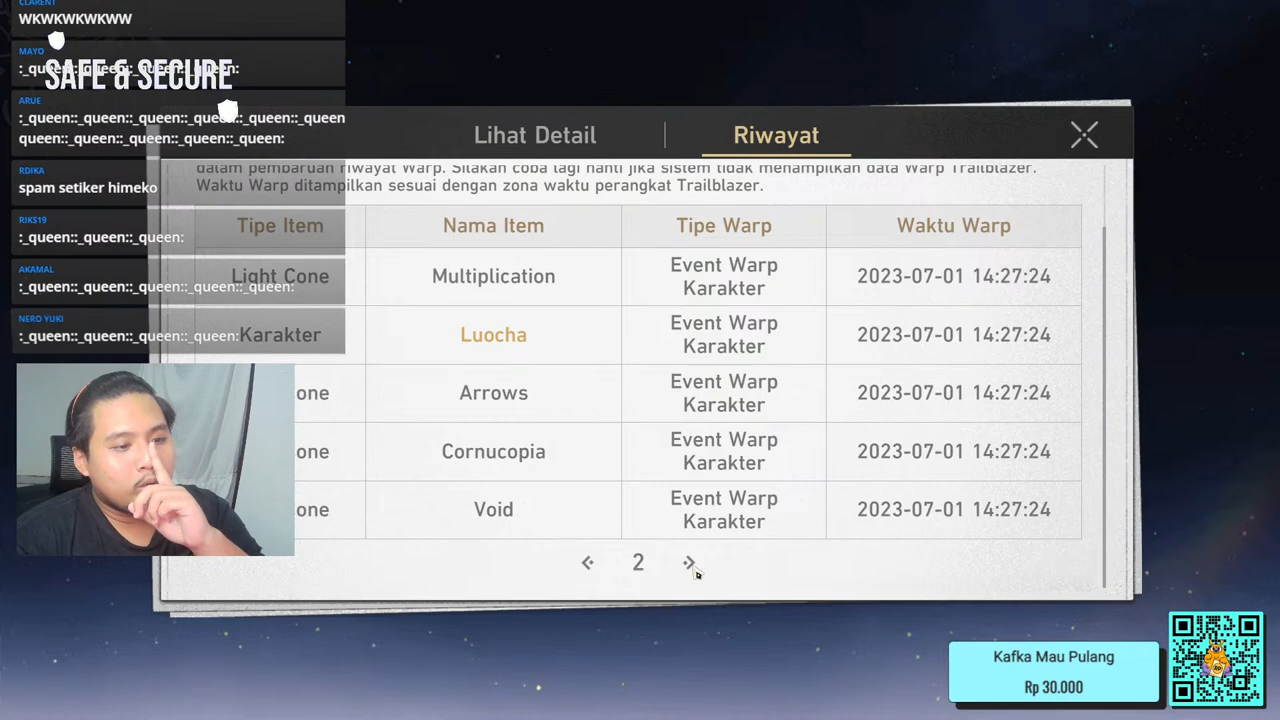 CLARENT
WKWKWKWKWW
MAYO
:_queen::_queen::_queen::_queen:
SAFE & SECURE
ARUE
:_queen::_queen::_queen::_queen::_queen::_queen
queen::_queen::_queen::_queen::_queen:
RDIKA
spam setiker himeko
RIKS19
:_queen::_queen::_queen:
AKAMAL
:_queen::_queen::_queen::_queen::_queen:
NERO YUKI
:_queen::_queen::_queen::_queen:
Lihat Detail
Riwayat
dalam pembaruan riwayat Warp. Silakan coba lagi nanti jika sistem tidak menampilkan data Warp Trailblazer.
Waktu Warp ditampilkan sesuai dengan zona waktu perangkat Trailblazer.
Tipe Item Nama Item Tipe Warp Waktu Warp
Light Cone Multiplication Event Warp Karakter 2023-07-01 14:27:24
Karakter Luocha Event Warp Karakter 2023-07-01 14:27:24
one Arrows Event Warp Karakter 2023-07-01 14:27:24
one Cornucopia Event Warp Karakter 2023-07-01 14:27:24
one Void Event Warp Karakter 2023-07-01 14:27:24
2
Kafka Mau Pulang
Rp 30.000